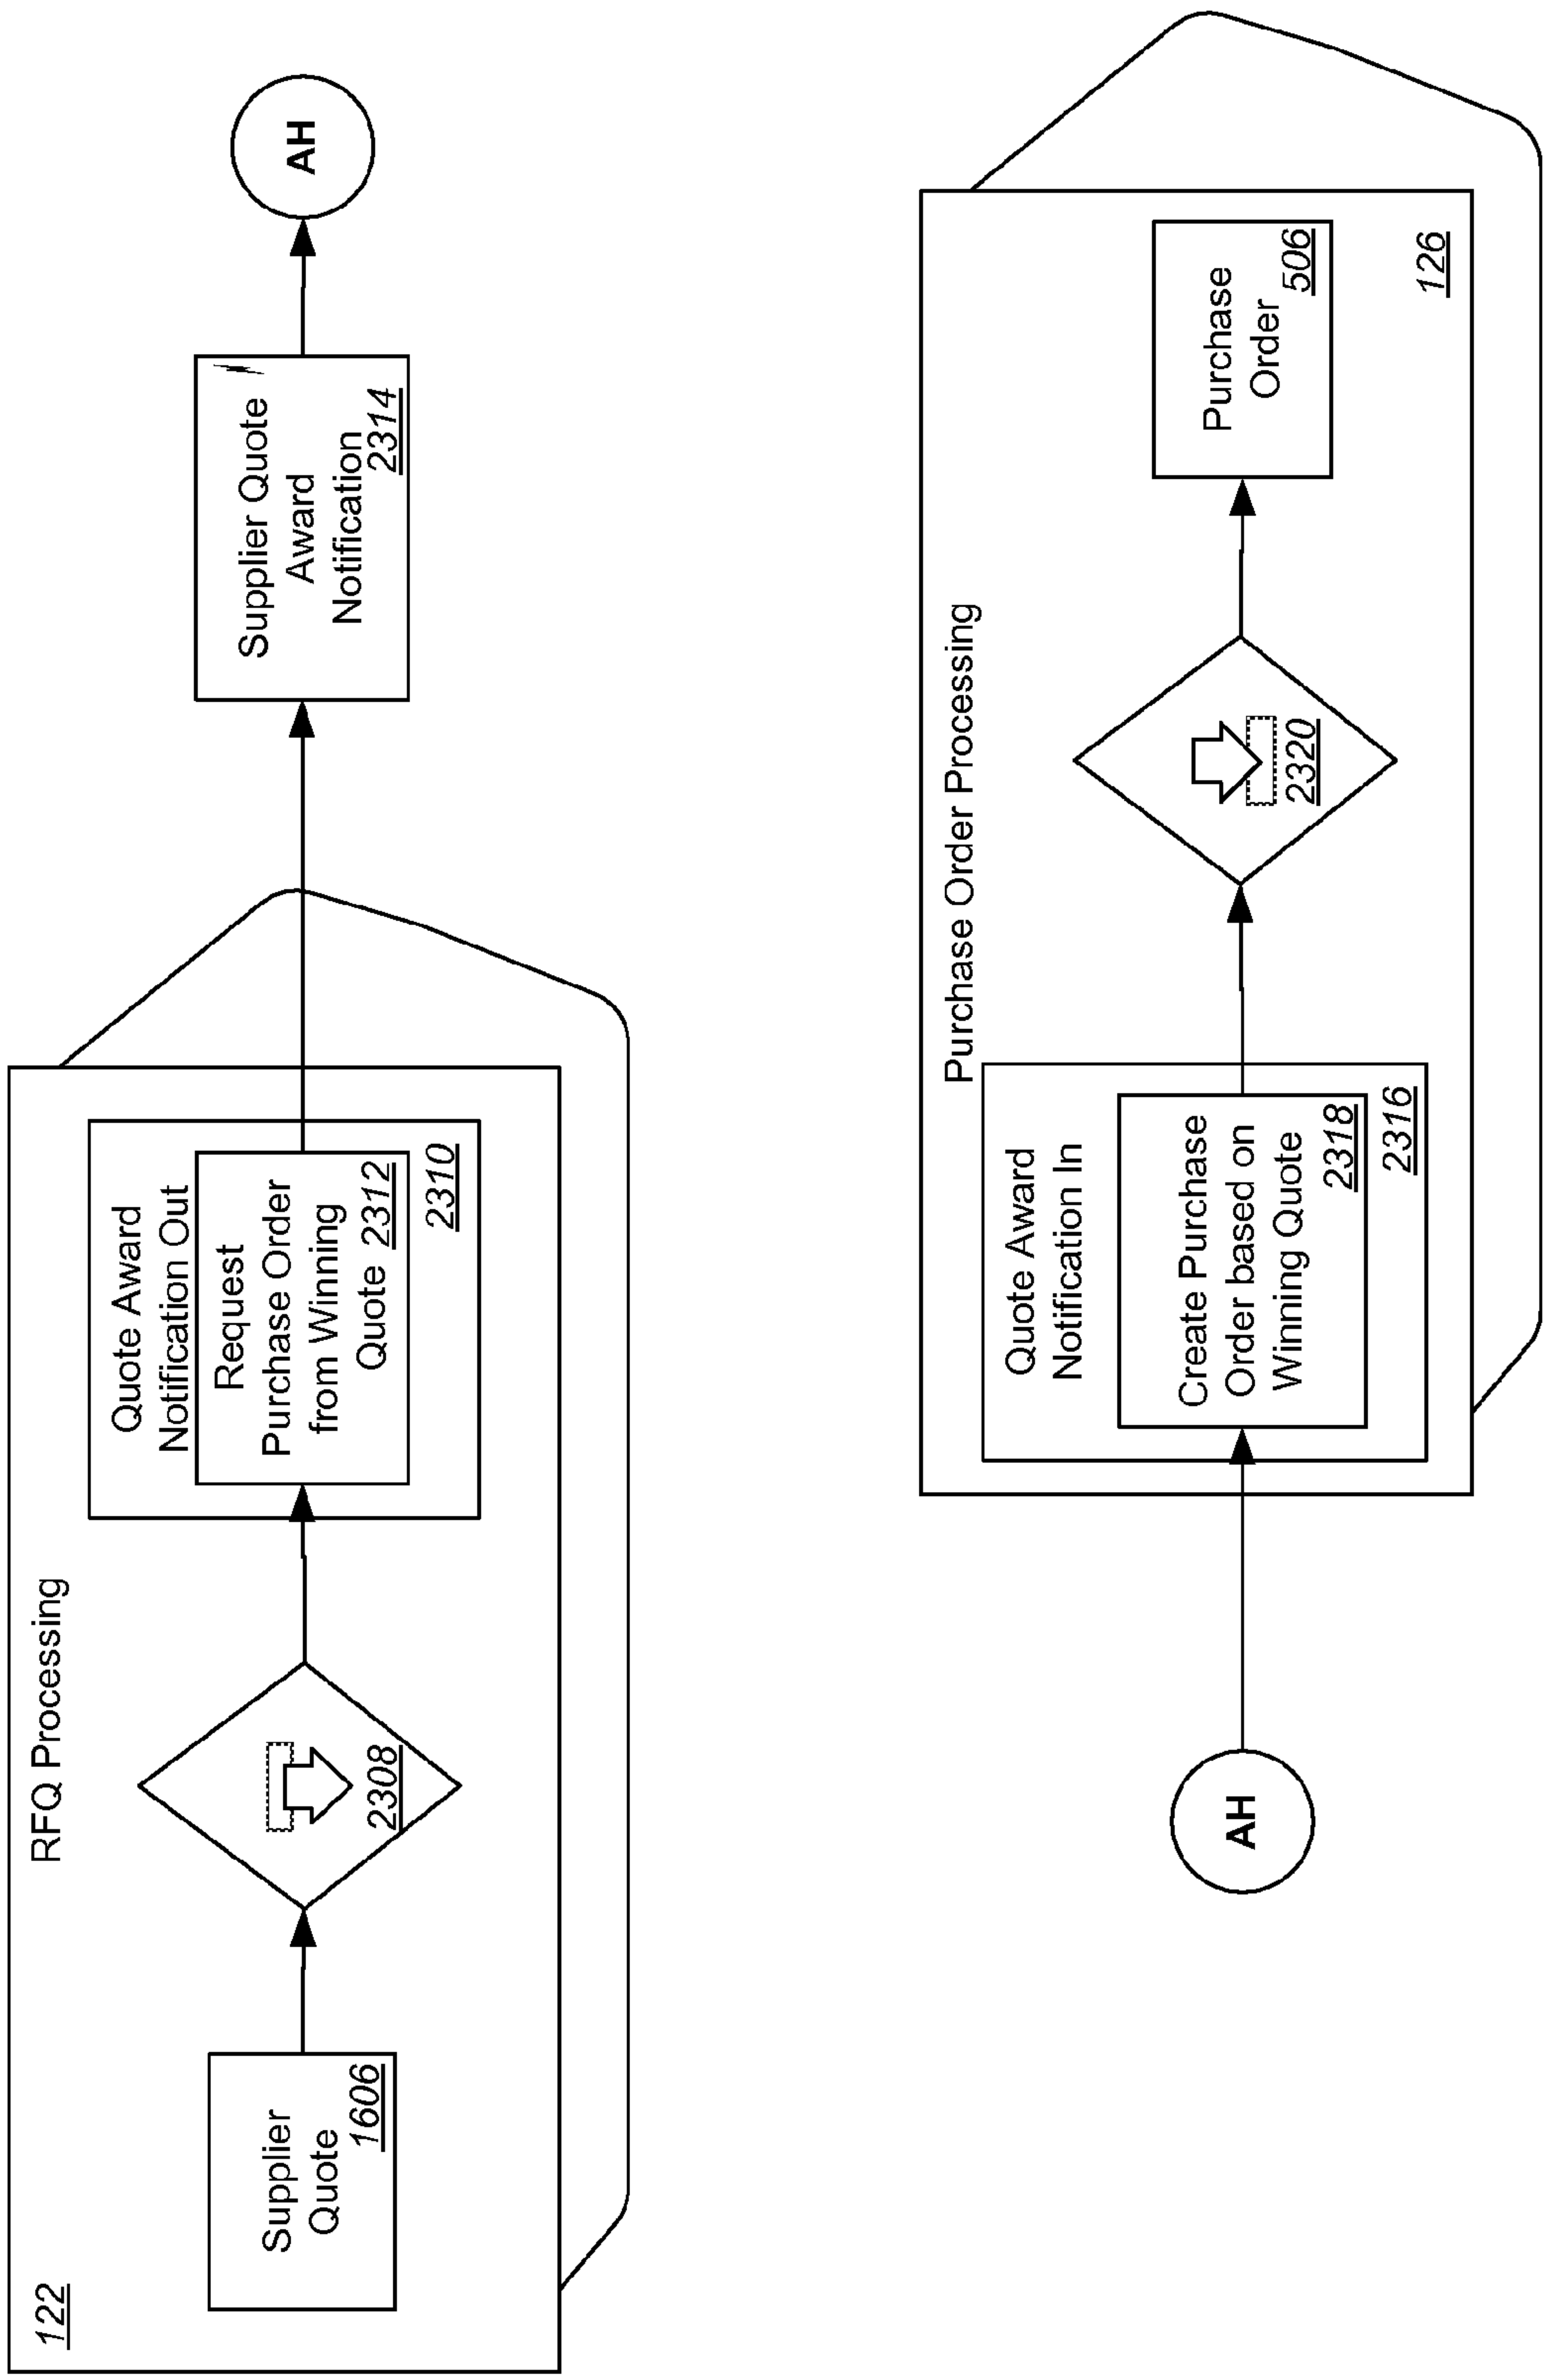 122
RFQ Processing
Supplier
Quote
1606
2308
Quote Award
Notification Out
Request
Purchase Order
from Winning
Quote 2312
2310
Supplier Quote
Award
Notification
2314
AH
AH
Purchase Order Processing
Quote Award
Notification In
Create Purchase
Order based on
Winning Quote
2318
2316
2320
Purchase
Order
506
126